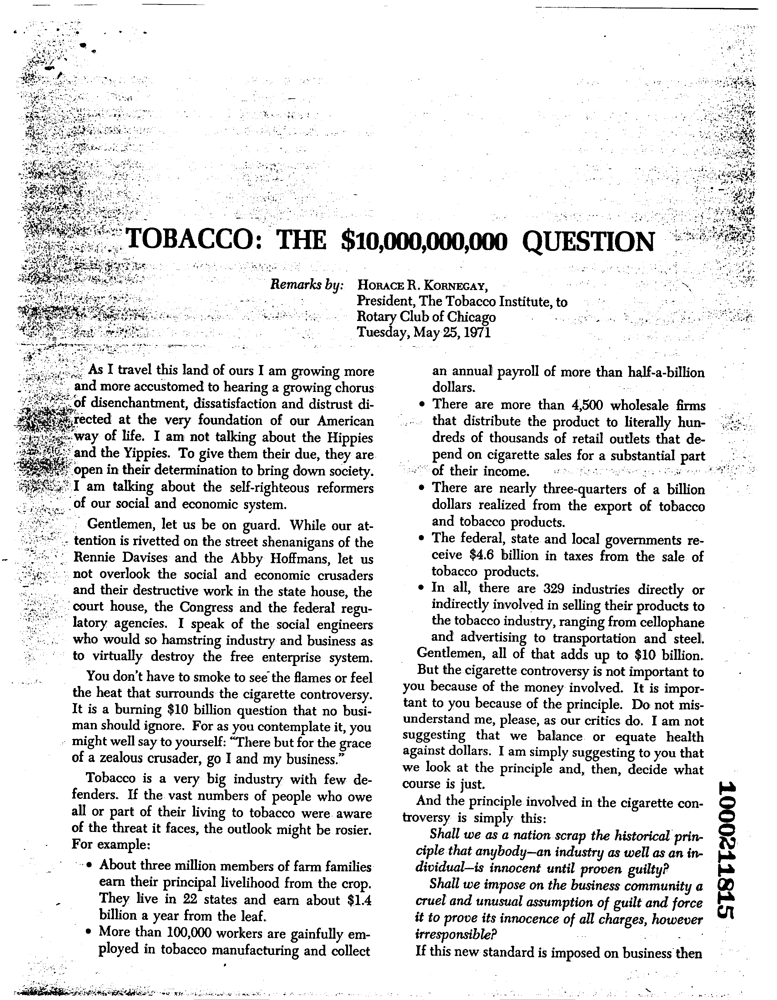 TOBACCO: THE $10,000,000,000 QUESTION
Remarks by: HORACE R. KORNEGAY,
President, The Tobacco Institute, to
Rotary Club of Chicago
Tuesday, May 25, 1971
As I travel this land of ours I am growing more
and more accustomed to hearing a growing chorus
of disenchantment, dissatisfaction and distrust di-
rected at the very foundation of our American
way of life. I am not talking about the Hippies
and the Yippies. To give them their due, they are
open in their determination to bring down society.
I am talking about the self-righteous reformers
of our social and economic system.
Gentlemen, let us be on guard. While our at-
tention is rivetted on the street shenanigans of the
Rennie Davises and the Abby Hoffmans, let us
not overlook the social and economic crusaders
and their destructive work in the state house, the
court house, the Congress and the federal regu-
latory agencies. I speak of the social engineers
who would so hamstring industry and business as
to virtually destroy the free enterprise system.
You don't have to smoke to see the flames or feel
the heat that surrounds the cigarette controversy.
It is a burning $10 billion question that no busi-
man should ignore. For as you contemplate it, you
might well say to yourself: "There but for the grace
of a zealous crusader, go I and my business."
Tobacco is a very big industry with few de-
fenders. If the vast numbers of people who owe
all or part of their living to tobacco were aware
of the threat it faces, the outlook might be rosier.
For example:
• About three million members of farm families
earn their principal livelihood from the crop.
They live in 22 states and earn about $1.4
billion a year from the leaf.
• More than 100,000 workers are gainfully em-
ployed in tobacco manufacturing and collect
an annual payroll of more than half-a-billion
dollars.
• There are more than 4,500 wholesale firms
that distribute the product to literally hun-
dreds of thousands of retail outlets that de-
pend on cigarette sales for a substantial part
of their income.
• There are nearly three-quarters of a billion
dollars realized from the export of tobacco
and tobacco products.
• The federal, state and local governments re-
ceive $4.6 billion in taxes from the sale of
tobacco products.
• In all, there are 329 industries directly or
indirectly involved in selling their products to
the tobacco industry, ranging from cellophane
and advertising to transportation and steel.
Gentlemen, all of that adds up to $10 billion.
But the cigarette controversy is not important to
you because of the money involved. It is impor-
tant to you because of the principle. Do not mis-
understand me, please, as our critics do. I am not
suggesting that we balance or equate health
against dollars. I am simply suggesting to you that
we look at the principle and, then, decide what
course is just.
And the principle involved in the cigarette con-
troversy is simply this:
Shall we as a nation scrap the historical prin-
ciple that anybody—an industry as well as an in-
dividual—is innocent until proven guilty?
Shall we impose on the business community a
cruel and unusual assumption of guilt and force
it to prove its innocence of all charges, however
irresponsible?
If this new standard is imposed on business then
1000211815